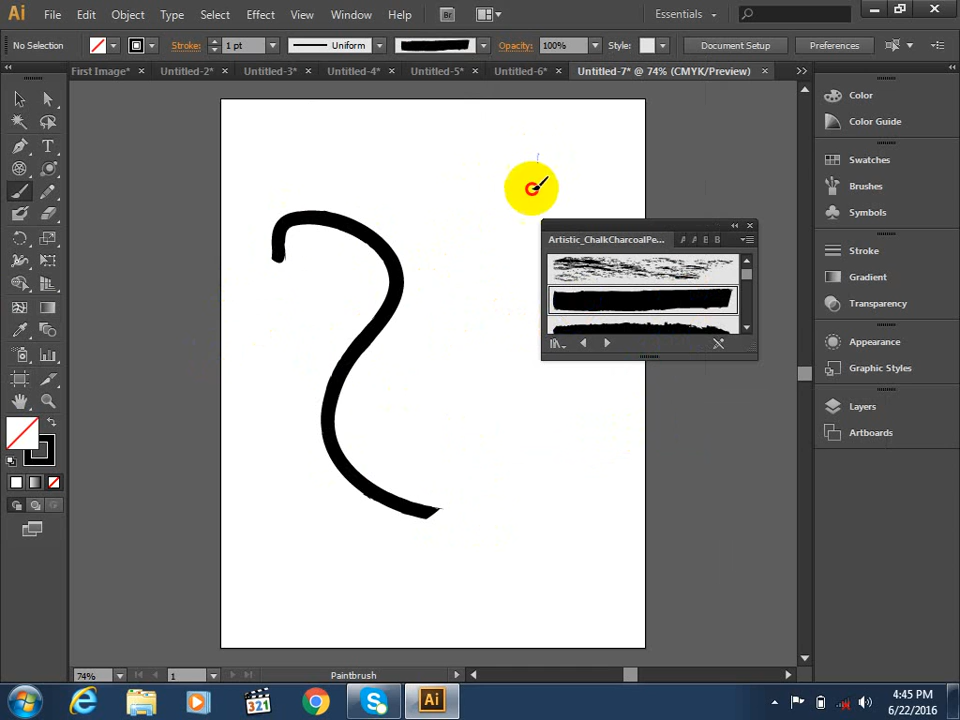 Ai File Edit Object Type Select Effect View Window Help Br Essentials
No Selection Stroke: 1 pt Uniform Opacity: 100% Style: Document Setup Preferences
First Image* × Untitled-2* × Untitled-3* × Untitled-4* × Untitled-5* × Untitled-6* × Untitled-7* @ 74% (CMYK/Preview) ×
Color
Color Guide
Swatches
Brushes
Symbols
Artistic_ChalkCharcoalPe...
Stroke
Gradient
Transparency
Appearance
Graphic Styles
Layers
Artboards
74% 1 Paintbrush
321 Ai 4:45 PM
6/22/2016